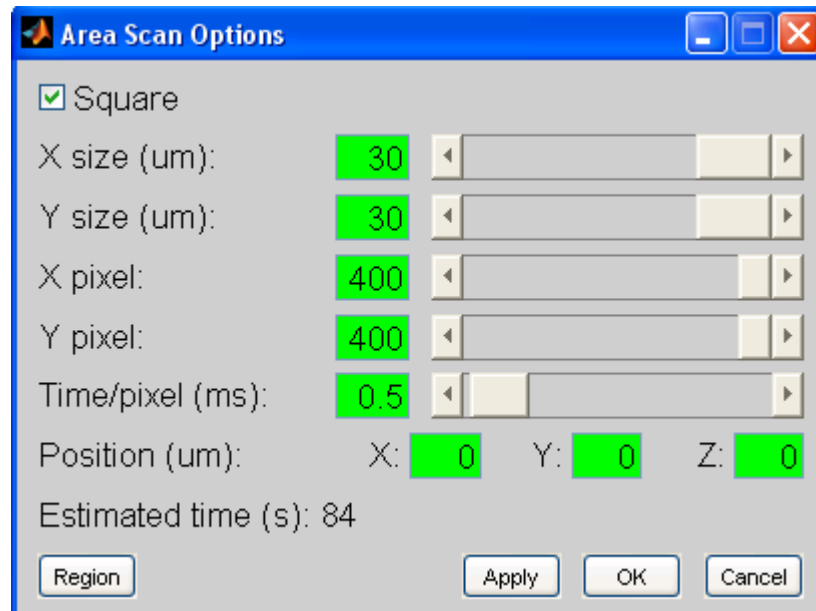 Area Scan Options
Square
X size (um): 30
Y size (um): 30
X pixel: 400
Y pixel: 400
Time/pixel (ms): 0.5
Position (um): X: 0 Y: 0 Z: 0
Estimated time (s): 84
Region Apply OK Cancel